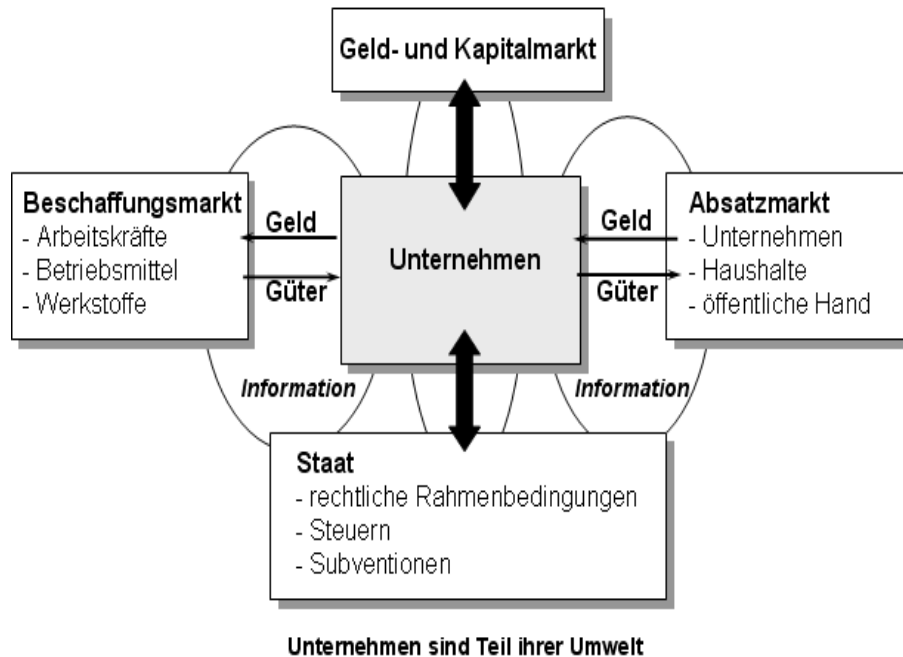 Geld- und Kapitalmarkt
Beschaffungsmarkt
- Arbeitskräfte
- Betriebsmittel
- Werkstoffe
Geld
Güter
Unternehmen
Geld
Güter
Absatzmarkt
- Unternehmen
- Haushalte
- öffentliche Hand
Information
Information
Staat
- rechtliche Rahmenbedingungen
- Steuern
- Subventionen
Unternehmen sind Teil ihrer Umwelt